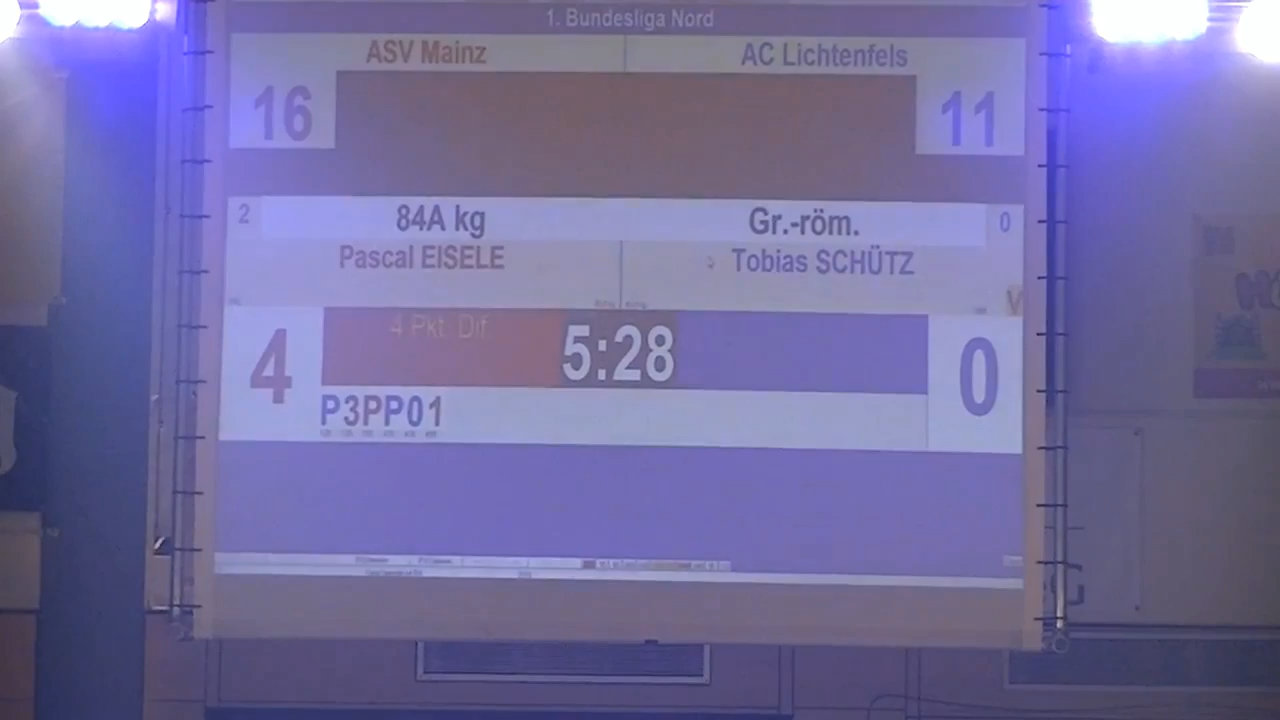 1. Bundesliga Nord
ASV Mainz AC Lichtenfels
16 11
2 84A kg Gr.-röm. 0
Pascal EISELE Tobias SCHÜTZ
4 4 Pkt. Dif 5:28 0
P3PP01